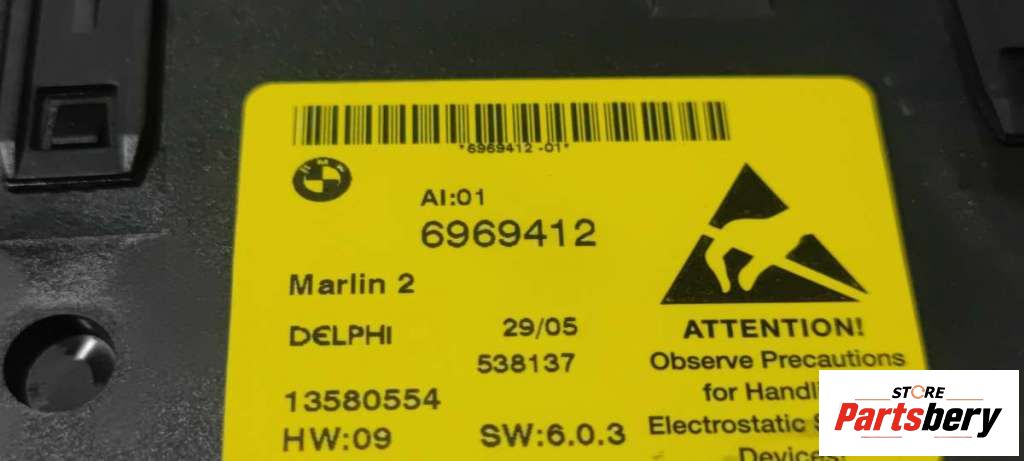 *6969412-01*
BMW
AI:01
6969412
Marlin 2
DELPHI
29/05
538137
13580554
HW:09
SW:6.0.3
ATTENTION!
Observe Precautions
for Handli
Electrostatic S
Devices!
STORE
Partsbery